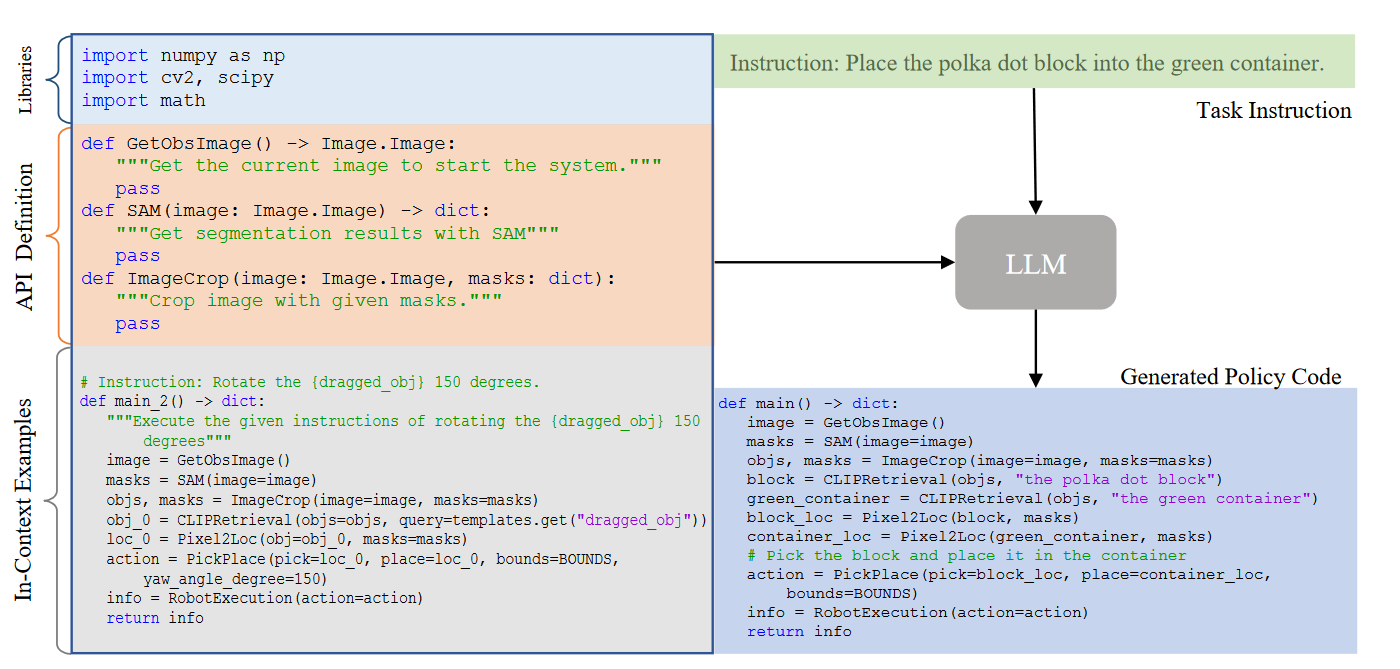 Libraries
import numpy as np
import cv2, scipy
import math
API Definition
def GetObsImage() -> Image.Image:
"""Get the current image to start the system."""
pass
def SAM(image: Image.Image) -> dict:
"""Get segmentation results with SAM"""
pass
def ImageCrop(image: Image.Image, masks: dict):
"""Crop image with given masks."""
pass
In-Context Examples
# Instruction: Rotate the {dragged_obj} 150 degrees.
def main_2() -> dict:
"""Execute the given instructions of rotating the {dragged_obj} 150
degrees"""
image = GetObsImage()
masks = SAM(image=image)
objs, masks = ImageCrop(image=image, masks=masks)
obj_0 = CLIPRetrieval(objs=objs, query=templates.get("dragged_obj"))
loc_0 = Pixel2Loc(obj=obj_0, masks=masks)
action = PickPlace(pick=loc_0, place=loc_0, bounds=BOUNDS,
yaw_angle_degree=150)
info = RobotExecution(action=action)
return info
Instruction: Place the polka dot block into the green container.
Task Instruction
LLM
Generated Policy Code
def main() -> dict:
image = GetObsImage()
masks = SAM(image=image)
objs, masks = ImageCrop(image=image, masks=masks)
block = CLIPRetrieval(objs, "the polka dot block")
green_container = CLIPRetrieval(objs, "the green container")
block_loc = Pixel2Loc(block, masks)
container_loc = Pixel2Loc(green_container, masks)
# Pick the block and place it in the container
action = PickPlace(pick=block_loc, place=container_loc,
bounds=BOUNDS)
info = RobotExecution(action=action)
return info